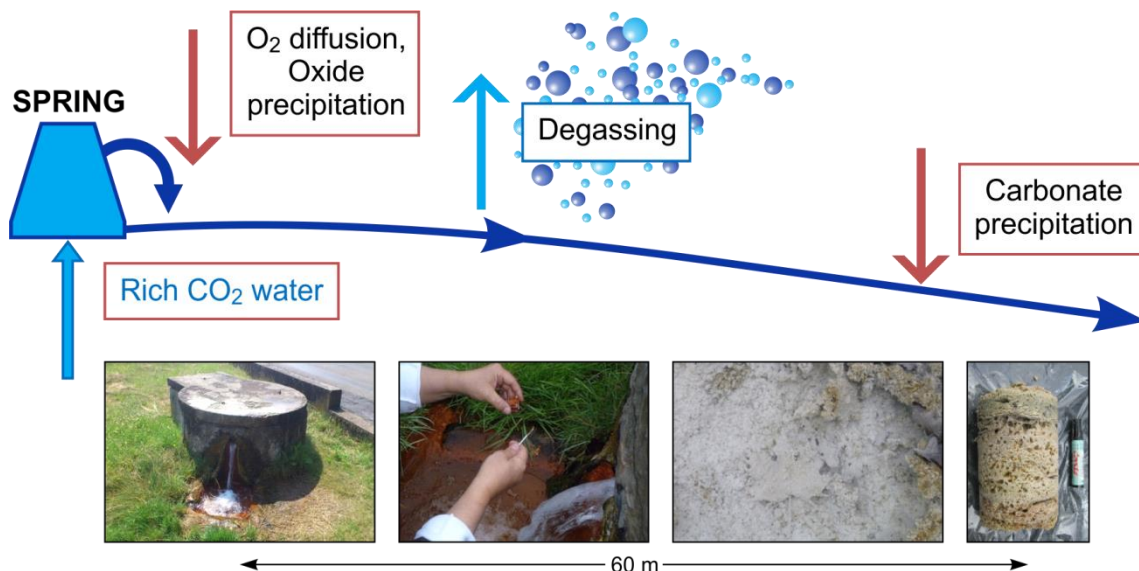 SPRING
O₂ diffusion,
Oxide
precipitation
Degassing
Carbonate
precipitation
Rich CO₂ water
60 m